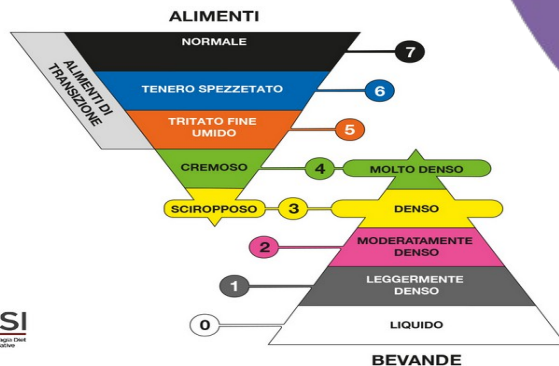 ALIMENTI
NORMALE
7
ALIMENTI DI
TRANSIZIONE
TENERO SPEZZETATO
6
TRITATO FINE
UMIDO
5
CREMOSO
4
MOLTO DENSO
SCIROPPOSO
3
DENSO
2
MODERATAMENTE
DENSO
1
LEGGERMENTE
DENSO
0
LIQUIDO
SI
BEVANDE